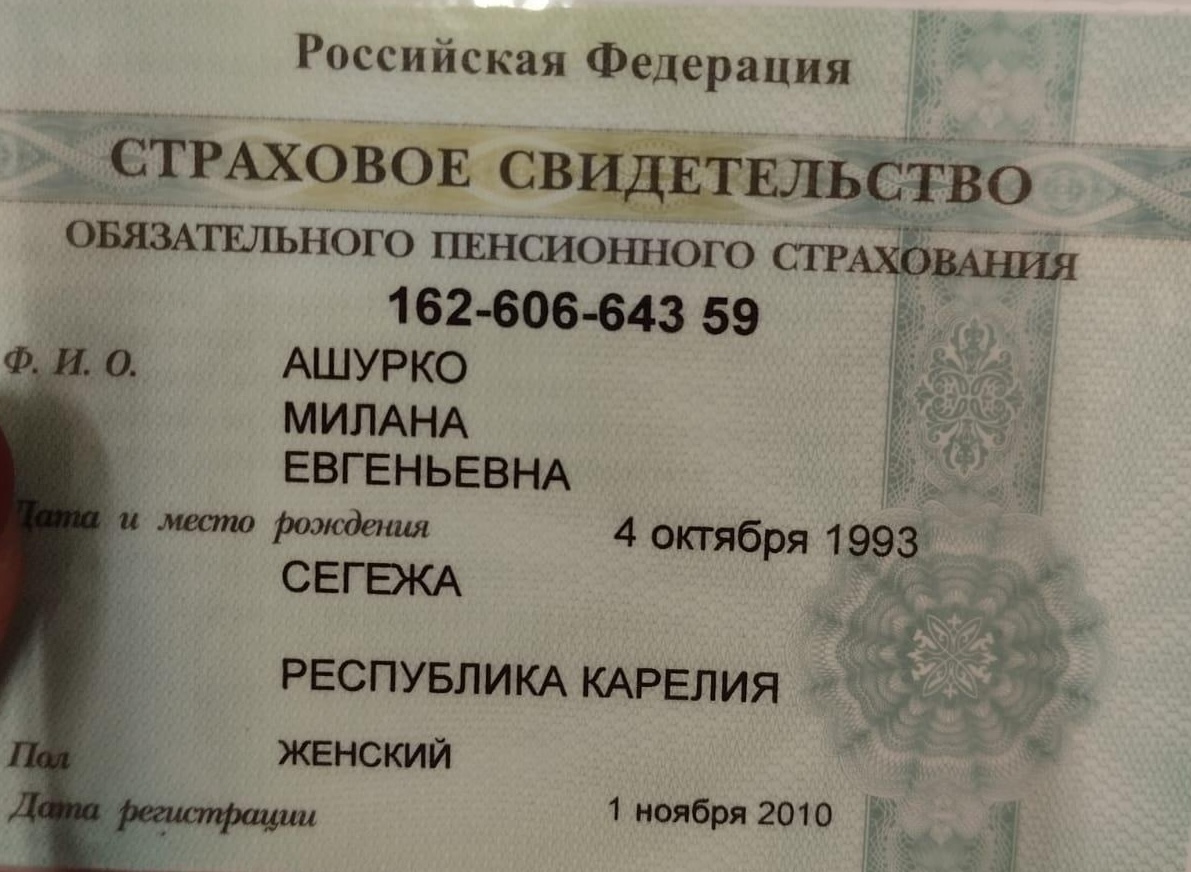 Российская Федерация
СТРАХОВОЕ СВИДЕТЕЛЬСТВО
ОБЯЗАТЕЛЬНОГО ПЕНСИОННОГО СТРАХОВАНИЯ
162-606-643 59
Ф. И. О. АШУРКО
МИЛАНА
ЕВГЕНЬЕВНА
Дата и место рождения 4 октября 1993
СЕГЕЖА
РЕСПУБЛИКА КАРЕЛИЯ
Пол ЖЕНСКИЙ
Дата регистрации 1 ноября 2010